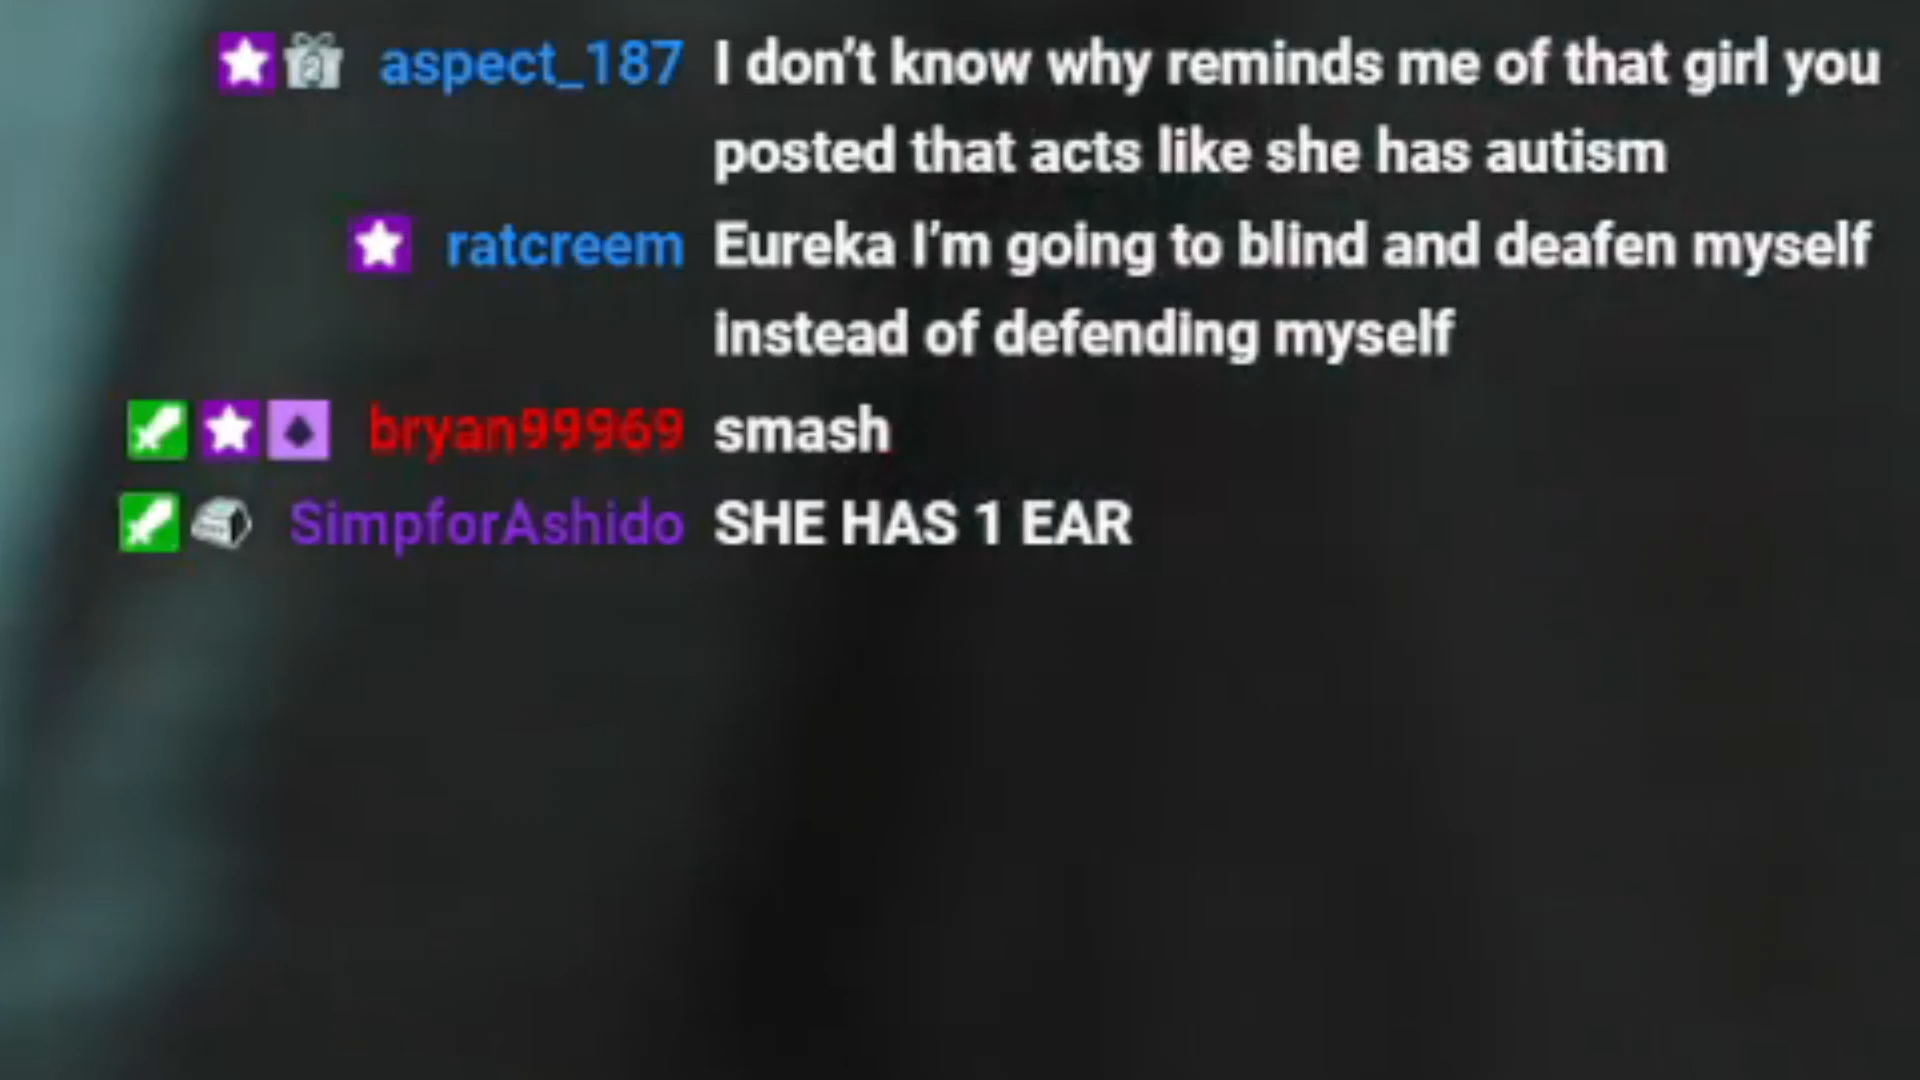 aspect_187 I don't know why reminds me of that girl you
posted that acts like she has autism
ratcreem Eureka I'm going to blind and deafen myself
instead of defending myself
bryan99969 smash
SimpforAshido SHE HAS 1 EAR